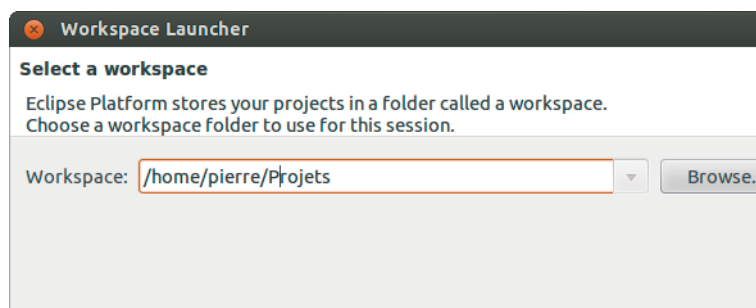 Workspace Launcher
Select a workspace
Eclipse Platform stores your projects in a folder called a workspace.
Choose a workspace folder to use for this session.
Workspace: /home/pierre/Projets Browse.